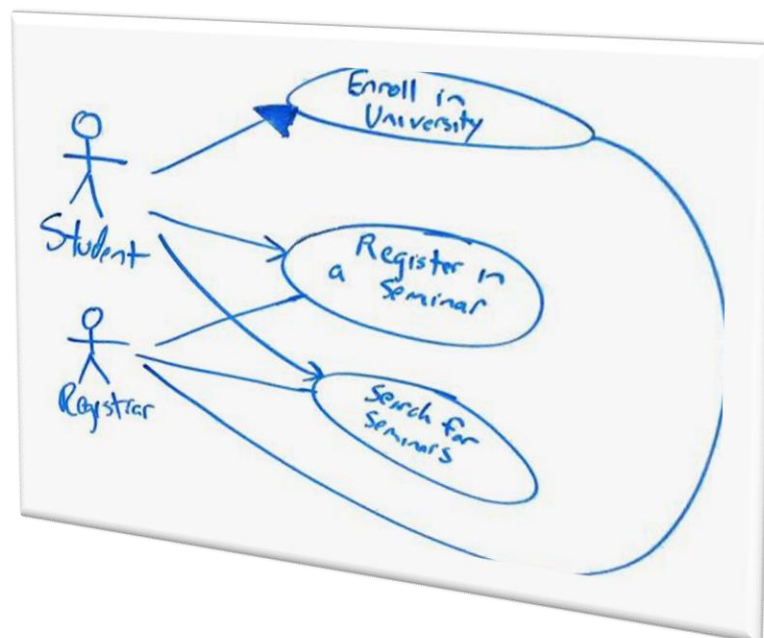 Enroll in
University
Student
Register in
a Seminar
Registrar
Search for
Seminars